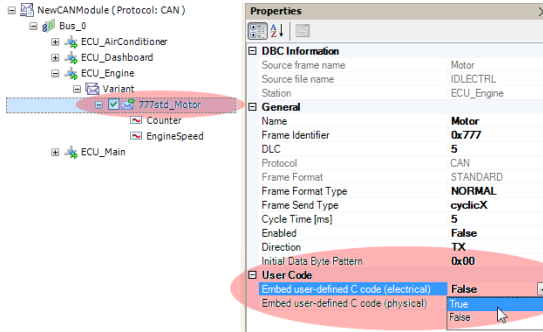 NewCANModule (Protocol: CAN )
Bus_0
ECU_AirConditioner
ECU_Dashboard
ECU_Engine
Variant
777std_Motor
Counter
EngineSpeed
ECU_Main
Properties
DBC Information
Source frame name Motor
Source file name IDLECTRL
Station ECU_Engine
General
Name Motor
Frame Identifier 0x777
DLC 5
Protocol CAN
Frame Format STANDARD
Frame Format Type NORMAL
Frame Send Type cyclicX
Cycle Time [ms] 5
Enabled False
Direction TX
Initial Data Byte Pattern 0x00
User Code
Embed user-defined C code (electrical) False
Embed user-defined C code (physical) True
False